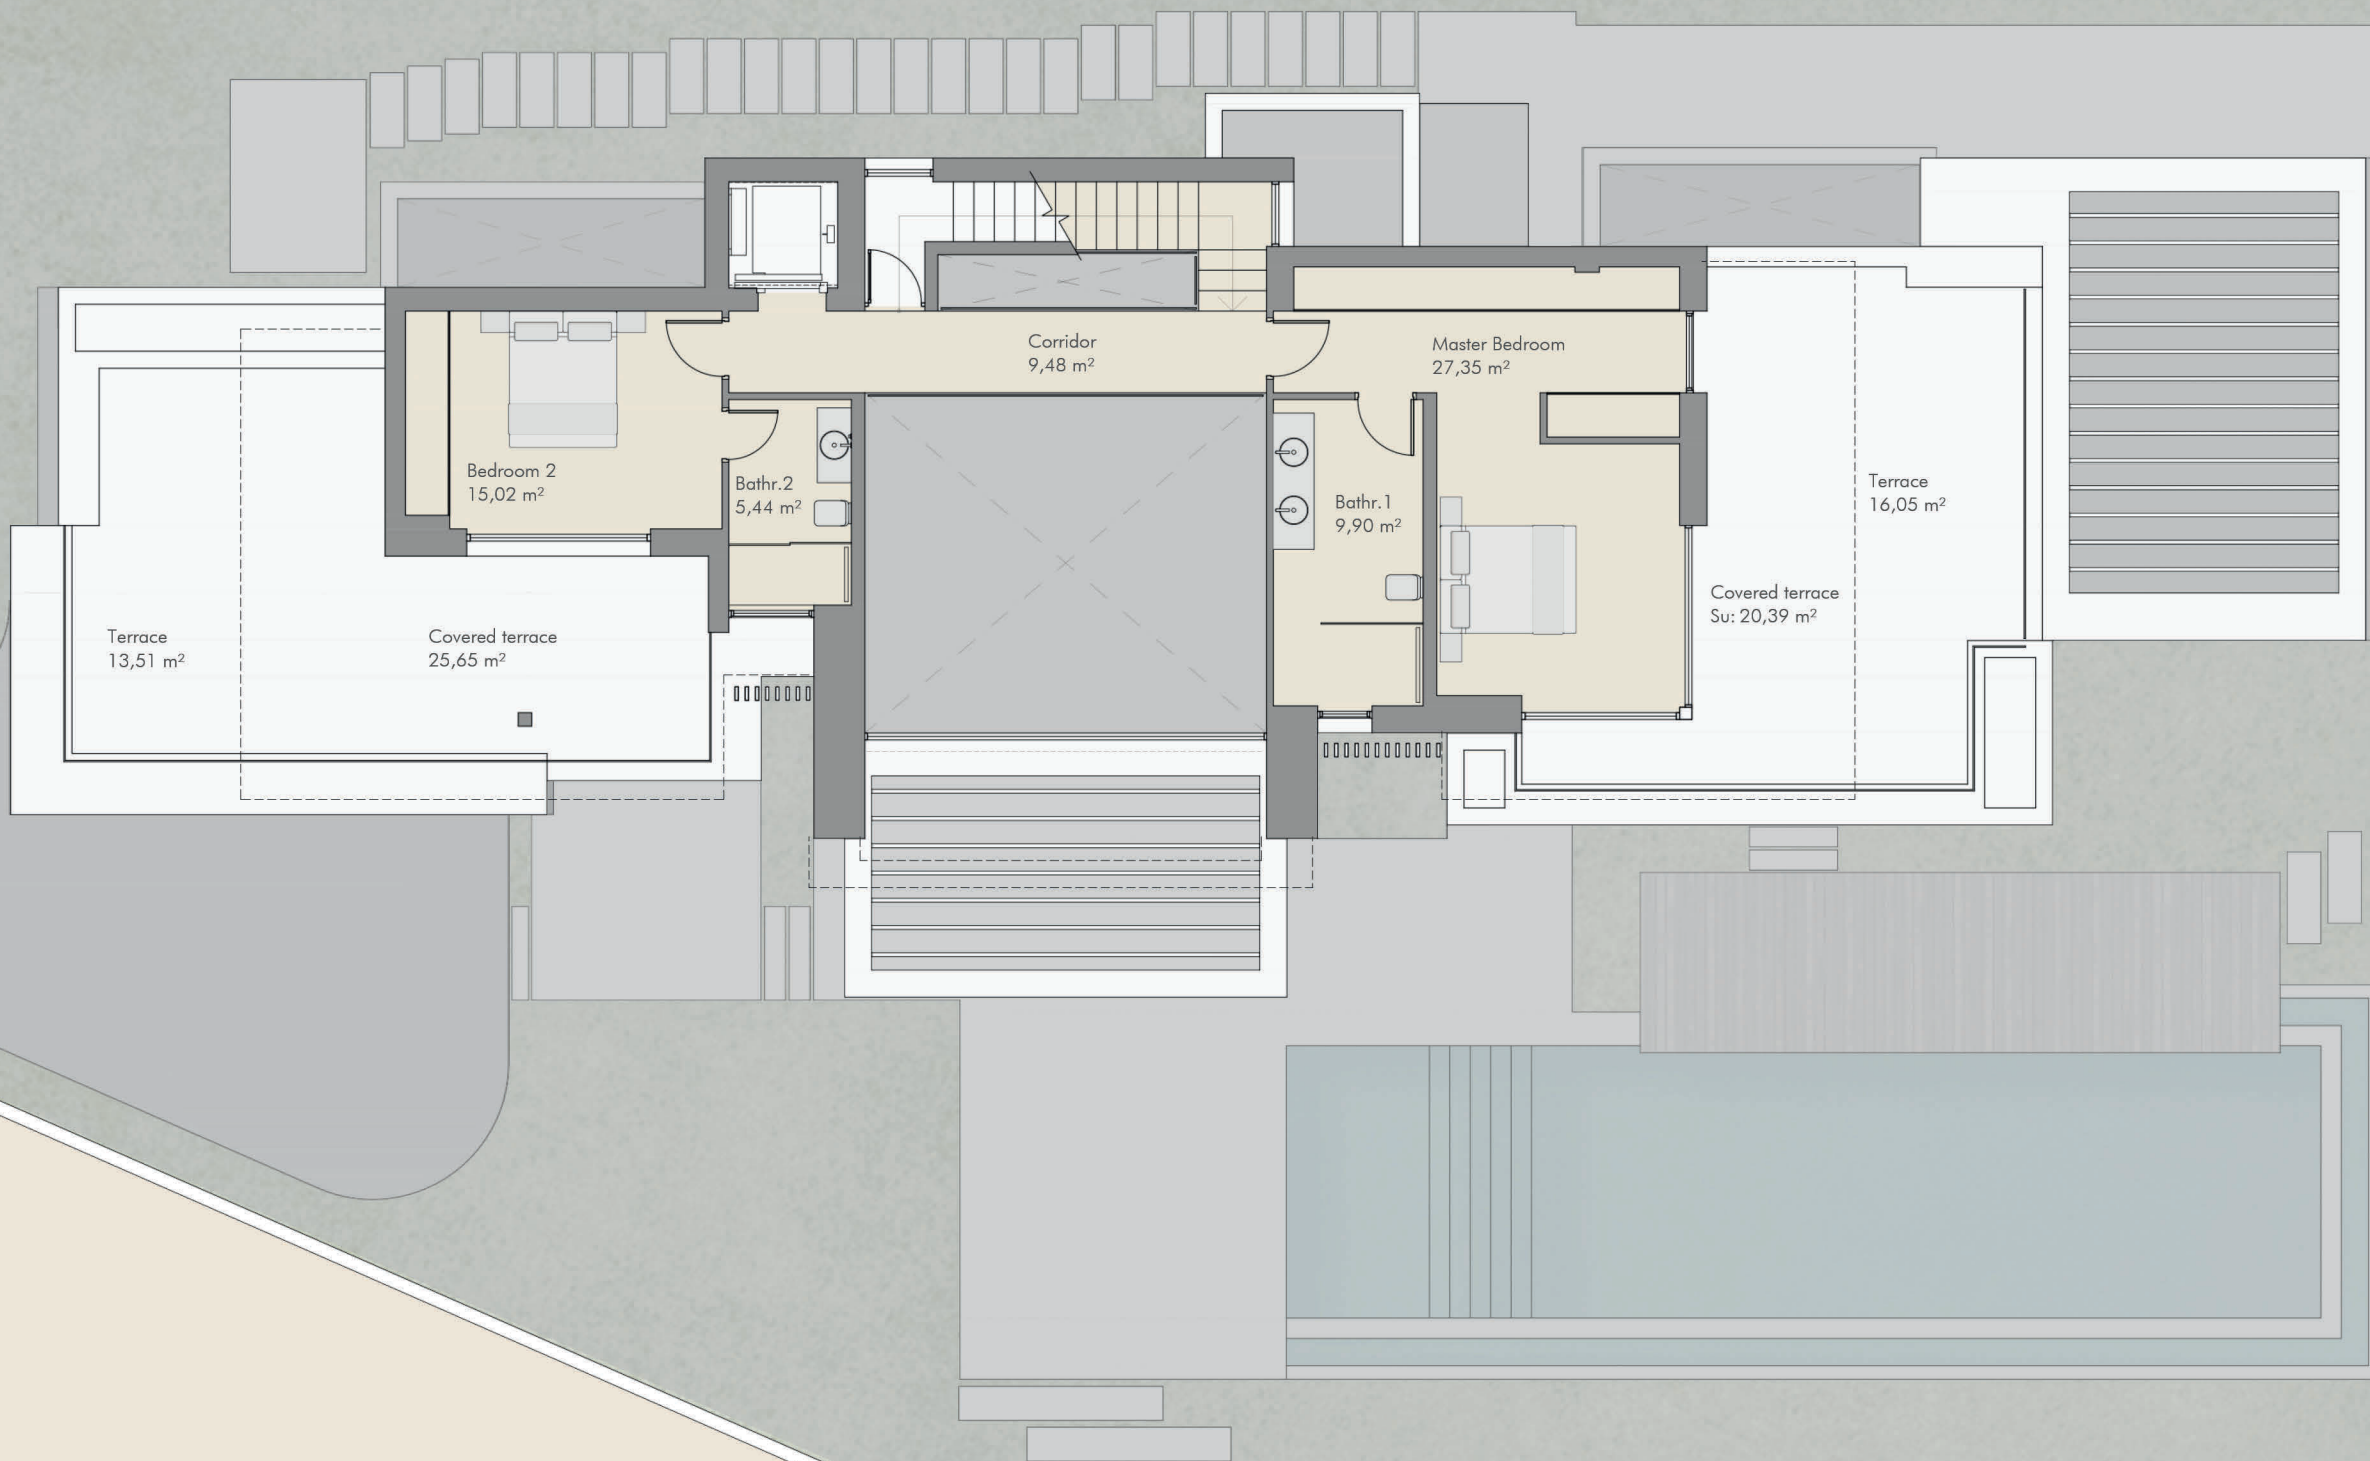 Corridor
9,48 m²
Master Bedroom
27,35 m²
Bedroom 2
15,02 m²
Bathr.2
5,44 m²
Bathr.1
9,90 m²
Terrace
16,05 m²
Covered terrace
Su: 20,39 m²
Terrace
13,51 m²
Covered terrace
25,65 m²